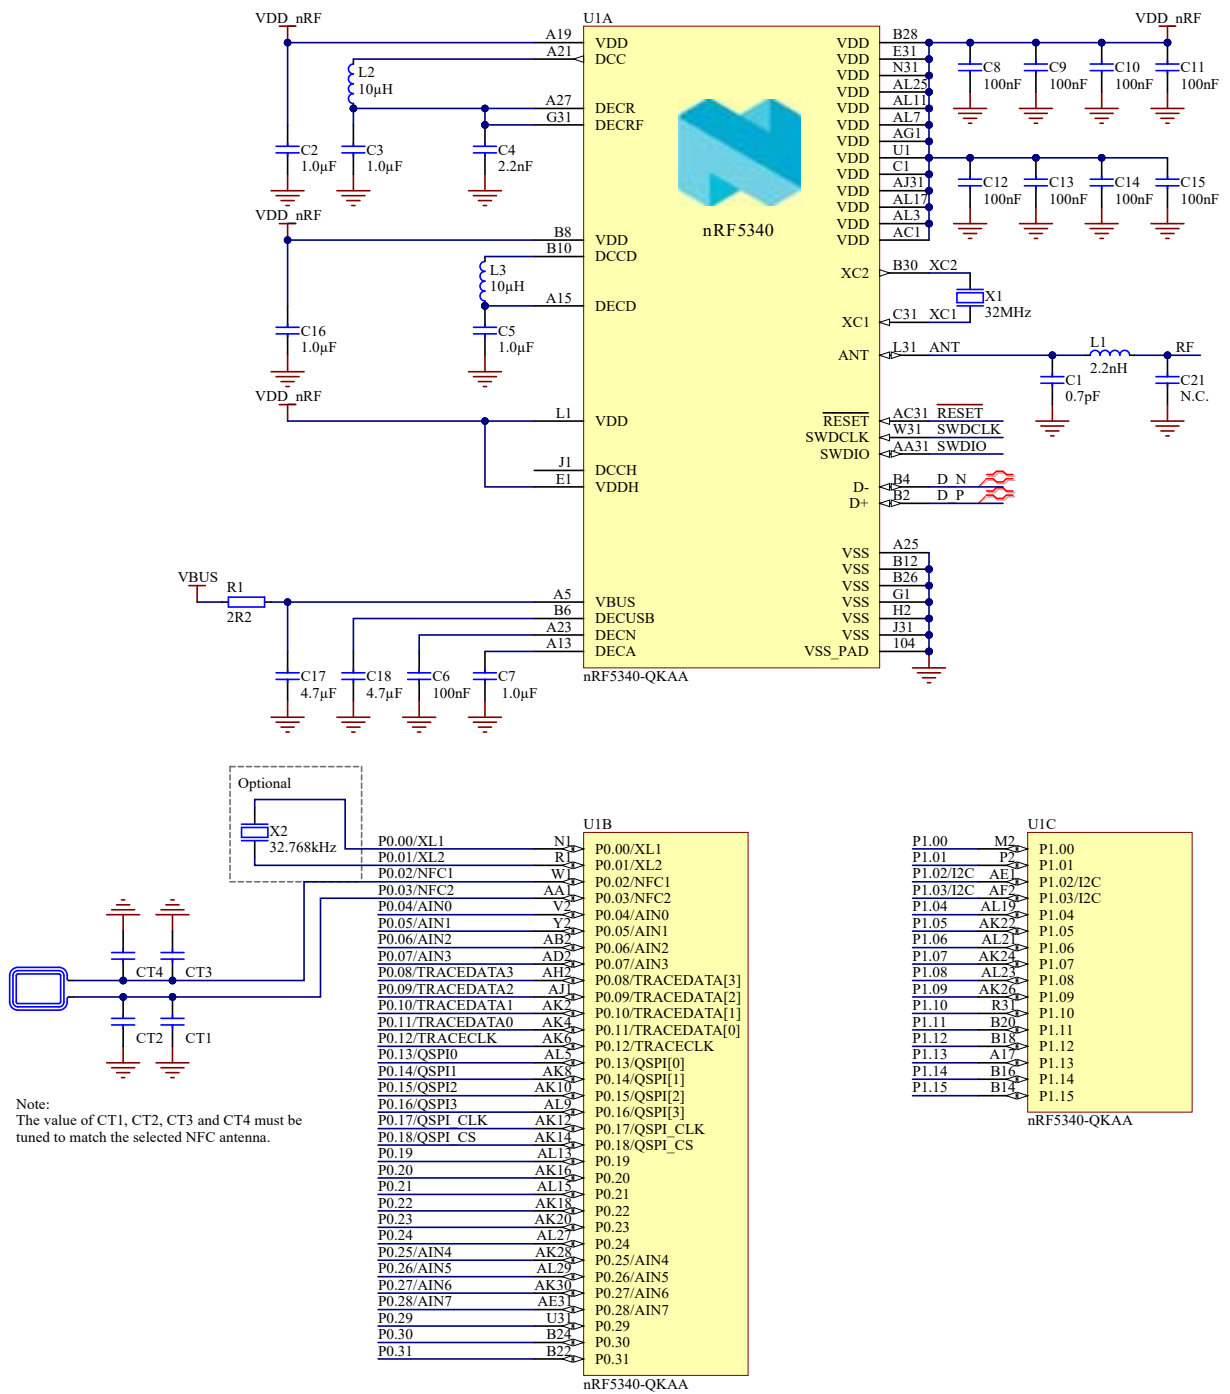 U1A
VDD_nRF
VDD_nRF
A19 VDD
A21 DCC
L2
10µH
A27 DECR
G31 DECRF
C2
1.0µF
C3
1.0µF
C4
2.2nF
VDD_nRF
B8 VDD
B10 DCCD
L3
10µH
A15 DECD
C16
1.0µF
C5
1.0µF
VDD_nRF
L1 VDD
J1 DCCH
E1 VDDH
VBUS
R1
2R2
A5 VBUS
B6 DECUSB
A23 DECN
A13 DECA
C17
4.7µF
C18
4.7µF
C6
100nF
C7
1.0µF
nRF5340
VDD B28
VDD E31
VDD N31
VDD AL25
VDD AL11
VDD AL7
VDD AG1
VDD U1
VDD C1
VDD AJ31
VDD AL17
VDD AL3
VDD AC1
C8
100nF
C9
100nF
C10
100nF
C11
100nF
C12
100nF
C13
100nF
C14
100nF
C15
100nF
XC2 B30 XC2
X1
32MHz
XC1 C31 XC1
ANT L31 ANT
L1
2.2nH
RF
C1
0.7pF
C21
N.C.
RESET AC31 RESET
SWDCLK W31 SWDCLK
SWDIO AA31 SWDIO
D- B4 D_N
D+ B2 D_P
VSS A25
VSS B12
VSS B26
VSS G1
VSS H2
VSS J31
VSS_PAD 104
nRF5340-QKAA
Optional
X2
32.768kHz
CT4
CT3
CT2
CT1
Note:
The value of CT1, CT2, CT3 and CT4 must be
tuned to match the selected NFC antenna.
U1B
P0.00/XL1 N1 P0.00/XL1
P0.01/XL2 R1 P0.01/XL2
P0.02/NFC1 W1 P0.02/NFC1
P0.03/NFC2 AA1 P0.03/NFC2
P0.04/AIN0 V2 P0.04/AIN0
P0.05/AIN1 Y2 P0.05/AIN1
P0.06/AIN2 AB2 P0.06/AIN2
P0.07/AIN3 AD2 P0.07/AIN3
P0.08/TRACEDATA3 AH2 P0.08/TRACEDATA[3]
P0.09/TRACEDATA2 AJ1 P0.09/TRACEDATA[2]
P0.10/TRACEDATA1 AK2 P0.10/TRACEDATA[1]
P0.11/TRACEDATA0 AK4 P0.11/TRACEDATA[0]
P0.12/TRACECLK AK6 P0.12/TRACECLK
P0.13/QSPI0 AL5 P0.13/QSPI[0]
P0.14/QSPI1 AK8 P0.14/QSPI[1]
P0.15/QSPI2 AK10 P0.15/QSPI[2]
P0.16/QSPI3 AL9 P0.16/QSPI[3]
P0.17/QSPI_CLK AK12 P0.17/QSPI_CLK
P0.18/QSPI_CS AK14 P0.18/QSPI_CS
P0.19 AL13 P0.19
P0.20 AK16 P0.20
P0.21 AL15 P0.21
P0.22 AK18 P0.22
P0.23 AK20 P0.23
P0.24 AL27 P0.24
P0.25/AIN4 AK28 P0.25/AIN4
P0.26/AIN5 AL29 P0.26/AIN5
P0.27/AIN6 AK30 P0.27/AIN6
P0.28/AIN7 AE31 P0.28/AIN7
P0.29 U31 P0.29
P0.30 B24 P0.30
P0.31 B22 P0.31
nRF5340-QKAA
U1C
P1.00 M2 P1.00
P1.01 P2 P1.01
P1.02/I2C AE1 P1.02/I2C
P1.03/I2C AF2 P1.03/I2C
P1.04 AL19 P1.04
P1.05 AK22 P1.05
P1.06 AL21 P1.06
P1.07 AK24 P1.07
P1.08 AL23 P1.08
P1.09 AK26 P1.09
P1.10 R31 P1.10
P1.11 B20 P1.11
P1.12 B18 P1.12
P1.13 A17 P1.13
P1.14 B16 P1.14
P1.15 B14 P1.15
nRF5340-QKAA